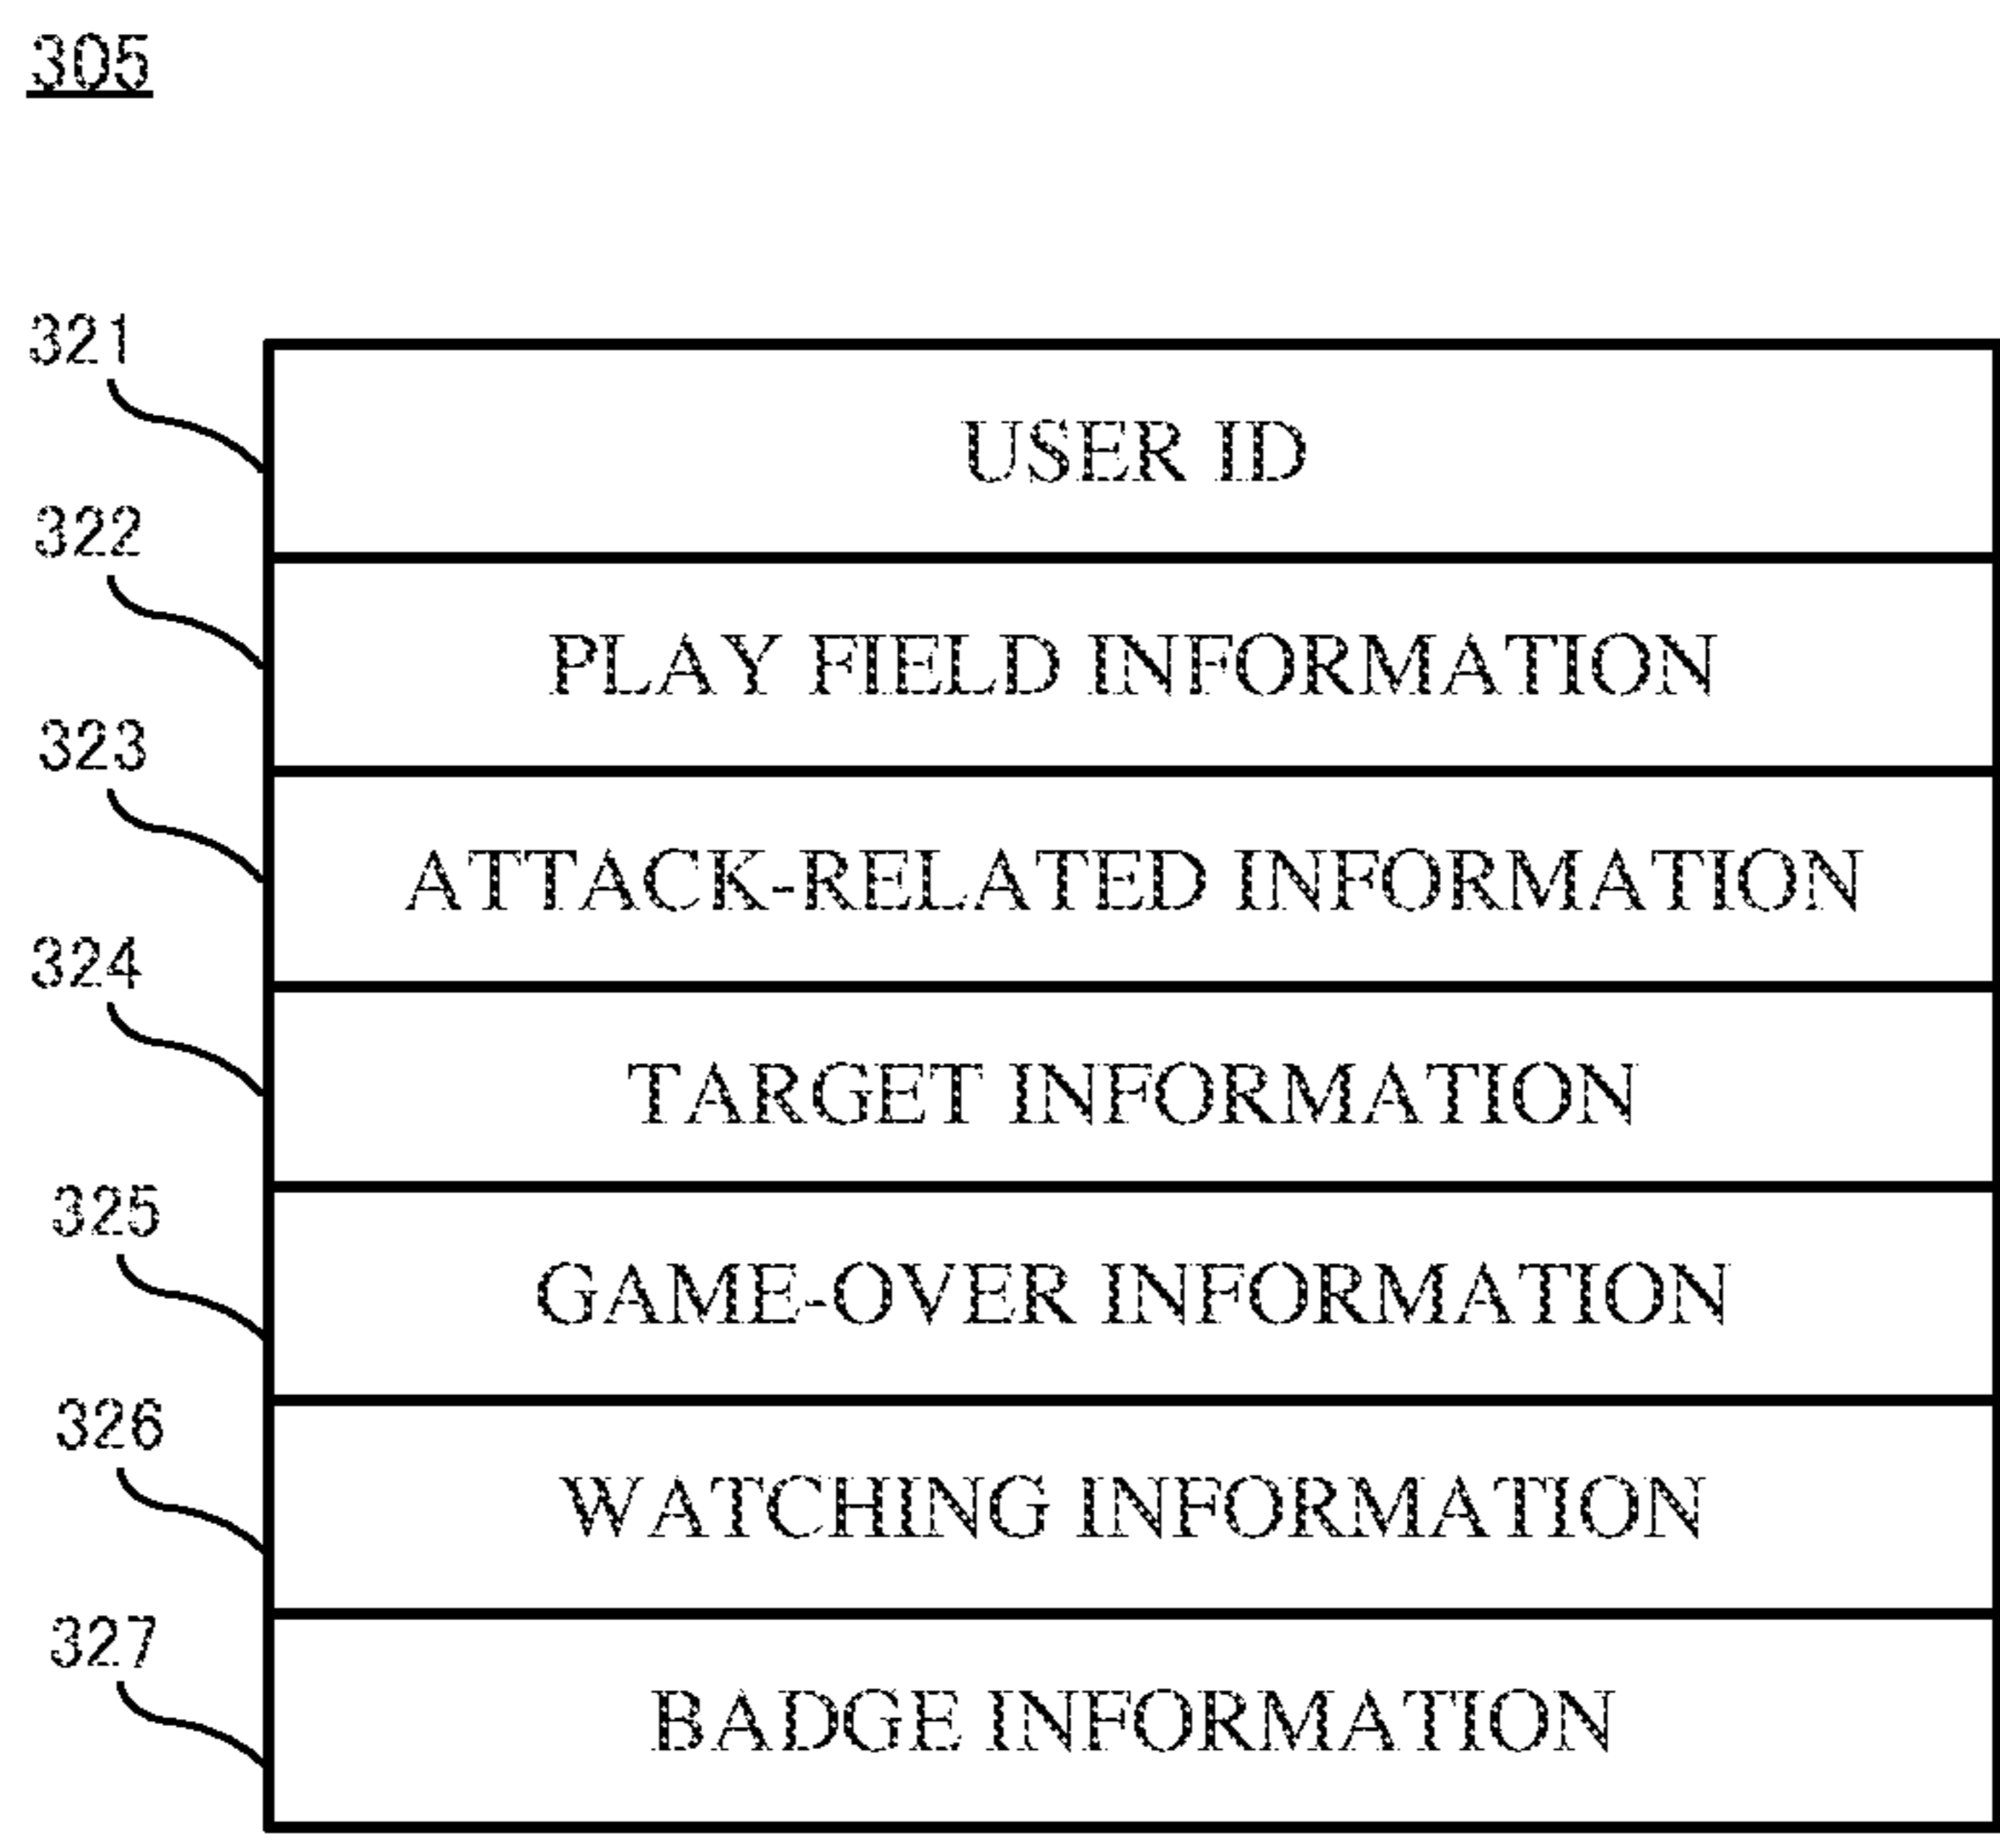 305
321
USER ID
322
PLAY FIELD INFORMATION
323
ATTACK-RELATED INFORMATION
324
TARGET INFORMATION
325
GAME-OVER INFORMATION
326
WATCHING INFORMATION
327
BADGE INFORMATION